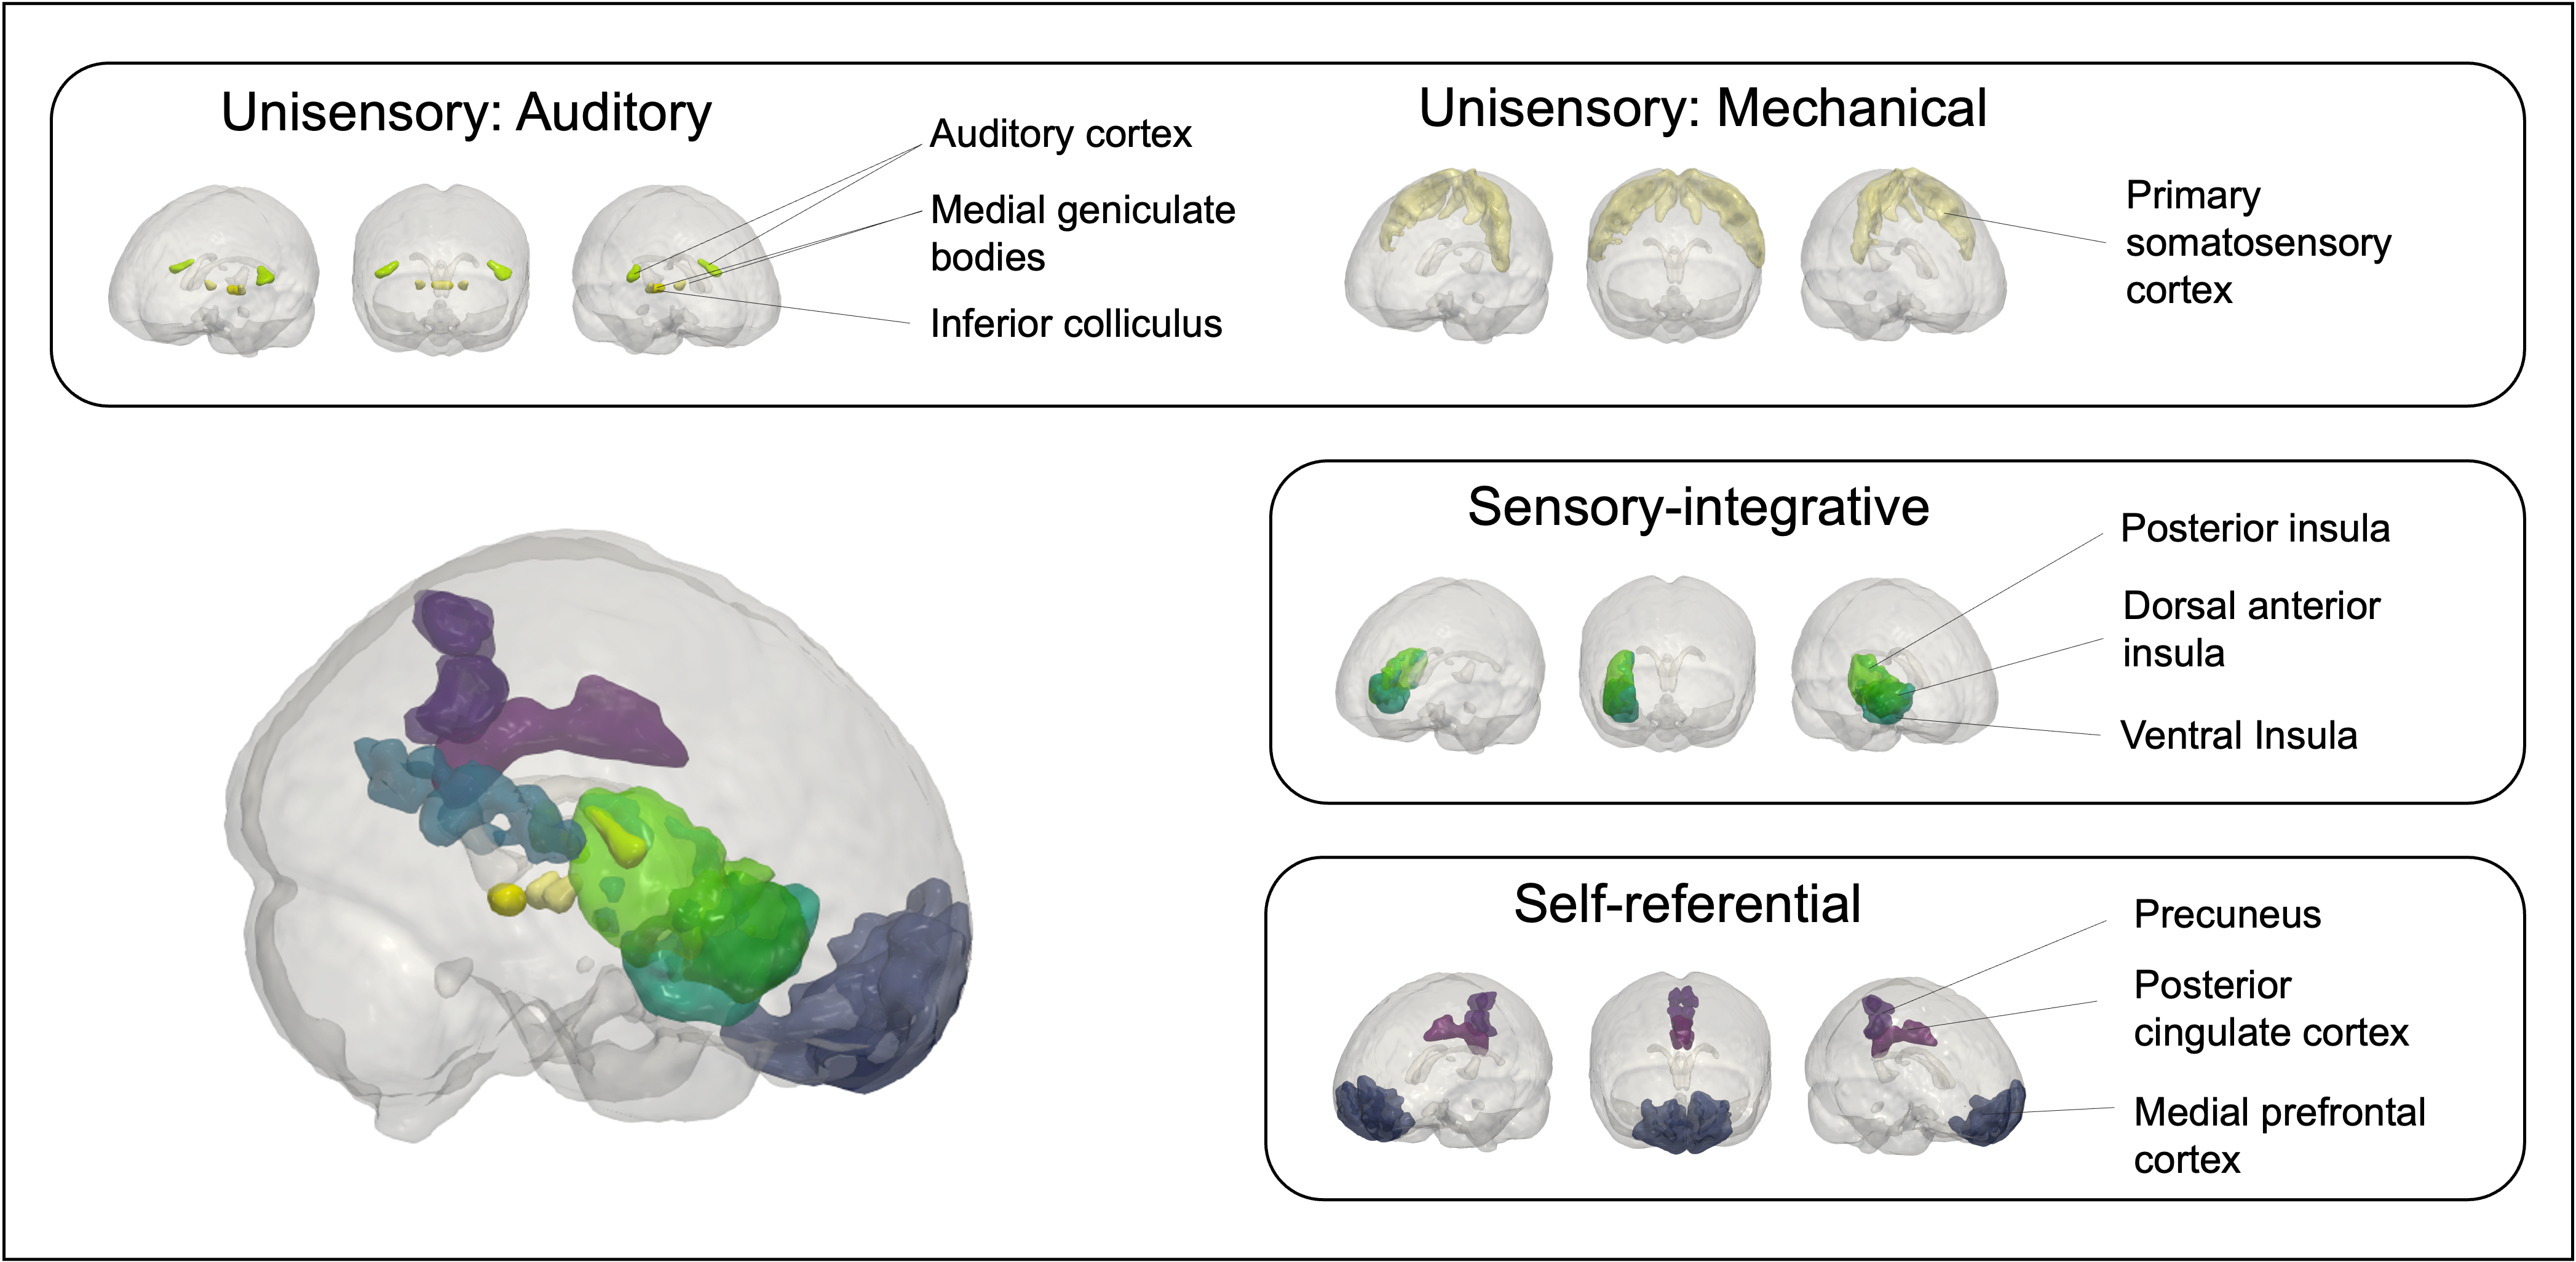 Unisensory: Auditory
Auditory cortex
Medial geniculate
bodies
Inferior colliculus
Unisensory: Mechanical
Primary
somatosensory
cortex
Sensory-integrative
Posterior insula
Dorsal anterior
insula
Ventral Insula
Self-referential
Precuneus
Posterior
cingulate cortex
Medial prefrontal
cortex